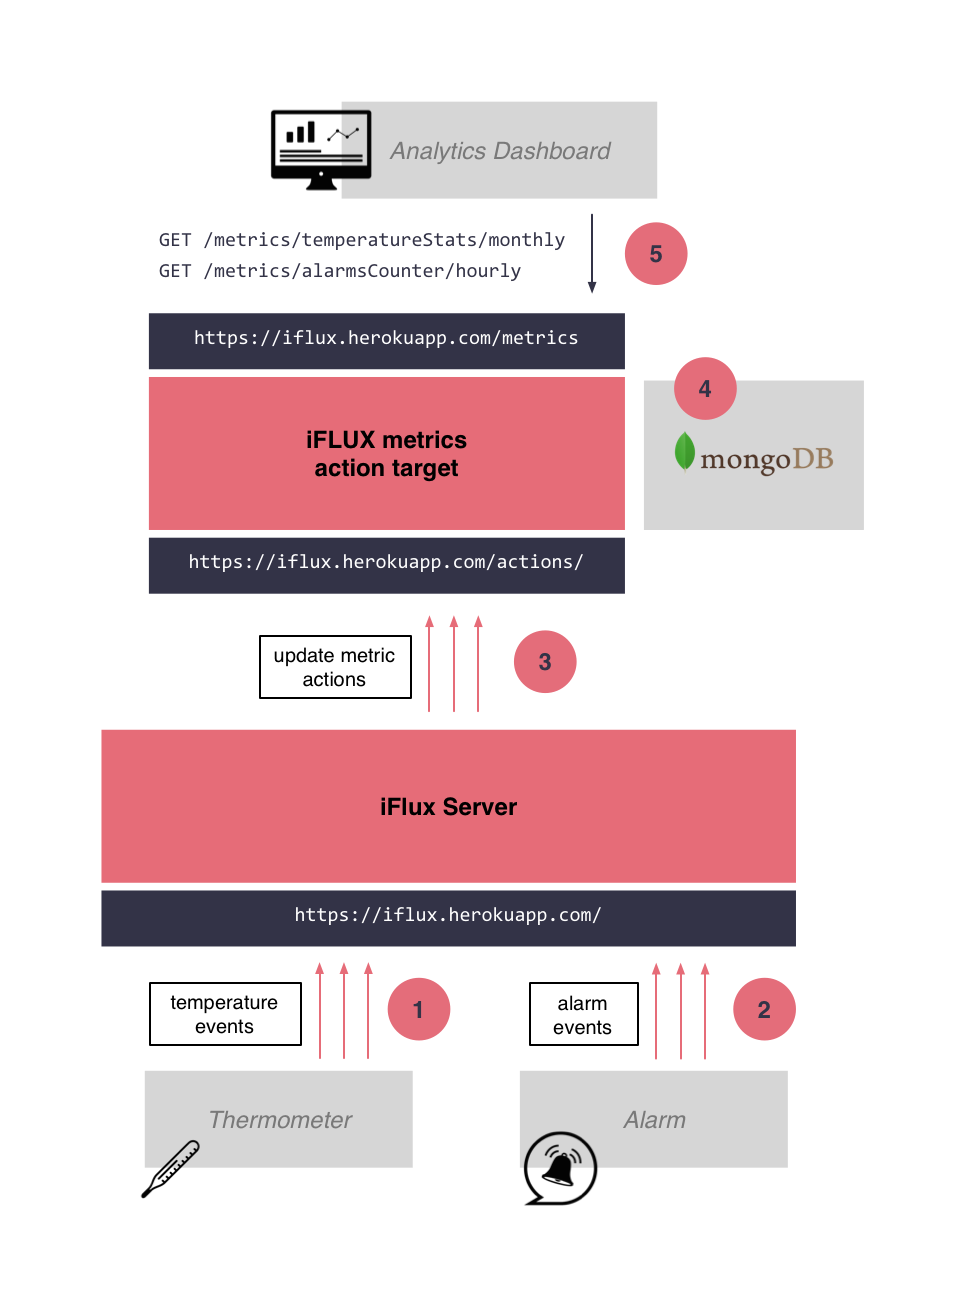 Analytics Dashboard
GET /metrics/temperatureStats/monthly
GET /metrics/alarmsCounter/hourly
5
https://iflux.herokuapp.com/metrics
4
iFLUX metrics
action target
mongoDB
https://iflux.herokuapp.com/actions/
update metric
actions
3
iFlux Server
https://iflux.herokuapp.com/
temperature
events
1
alarm
events
2
Thermometer
Alarm